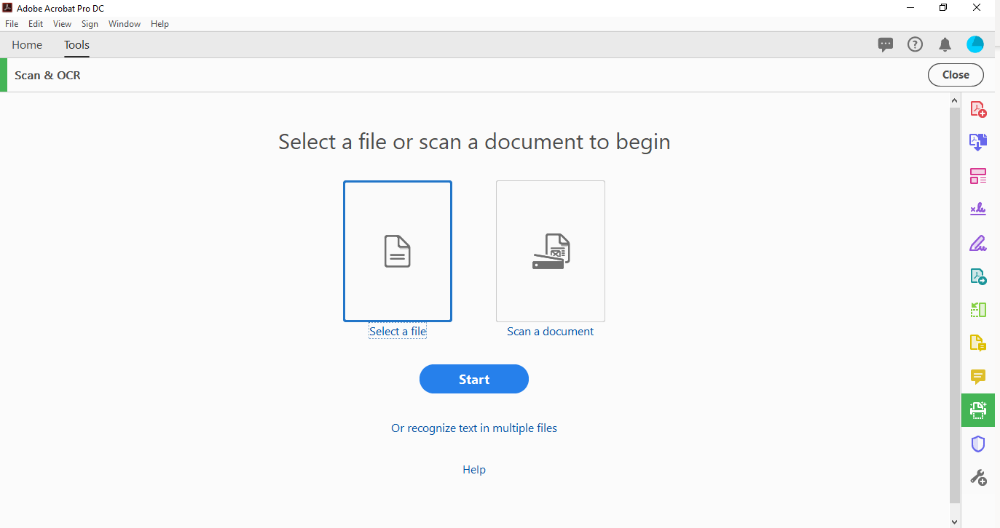 Adobe Acrobat Pro DC
File Edit View Sign Window Help
Home Tools
Scan & OCR
Close
Select a file or scan a document to begin
Select a file Scan a document
Start
Or recognize text in multiple files
Help